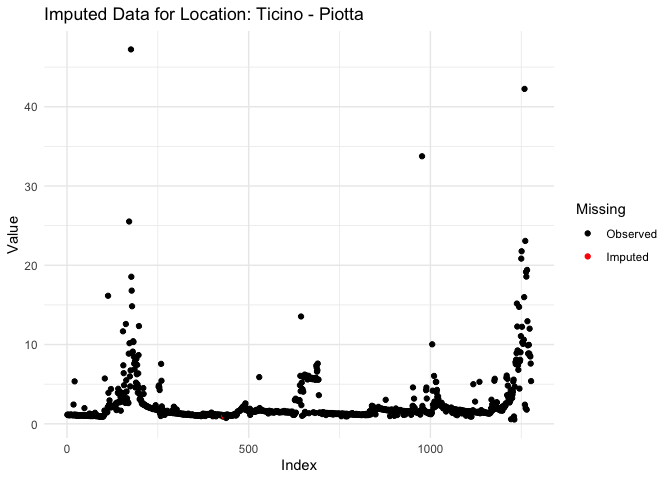 Imputed Data for Location: Ticino - Piotta
40
30
20
10
0
Value
0
500
1000
Index
Missing
Observed
Imputed